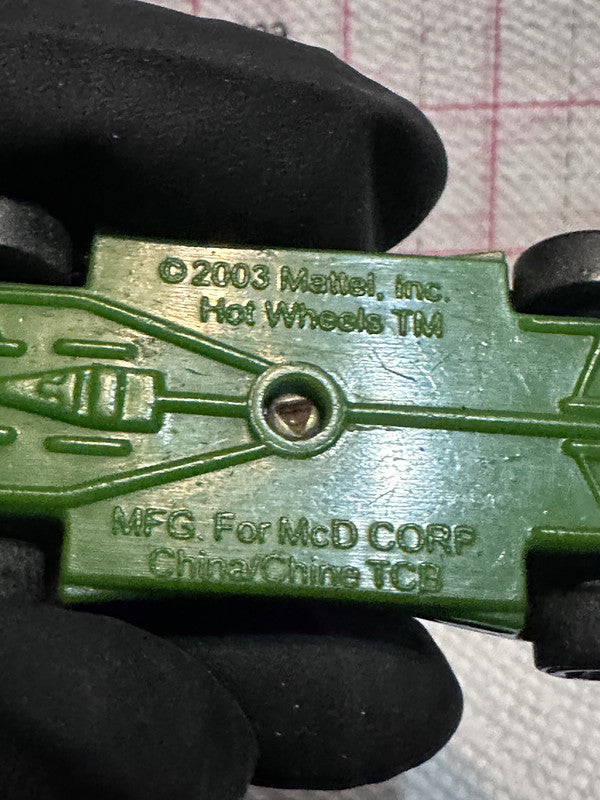 ©2003 Mattel, Inc.
Hot Wheels TM
MFG. For McD CORP.
China/Chine TCB